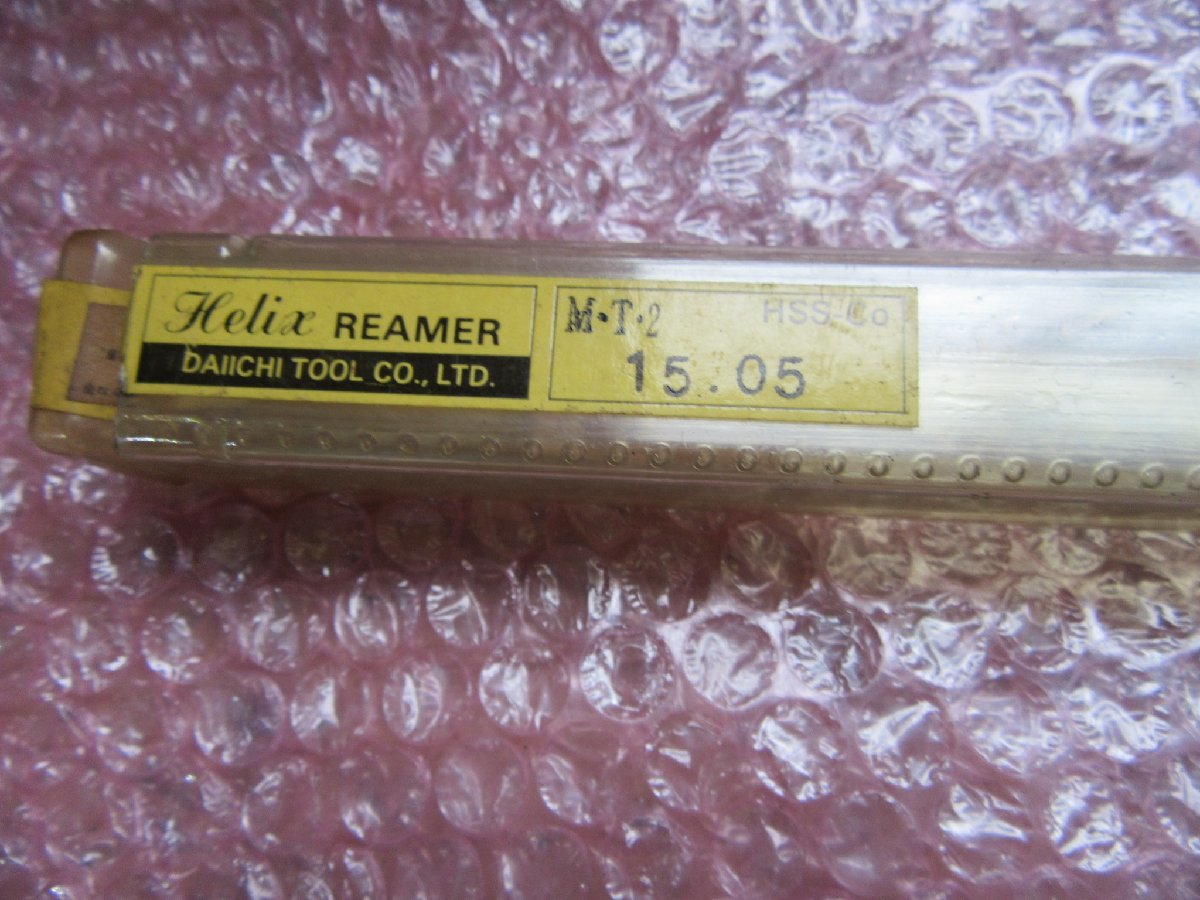 Helix REAMER
DAIICHI TOOL CO., LTD.
M·T·2 HSS-Co
15.05